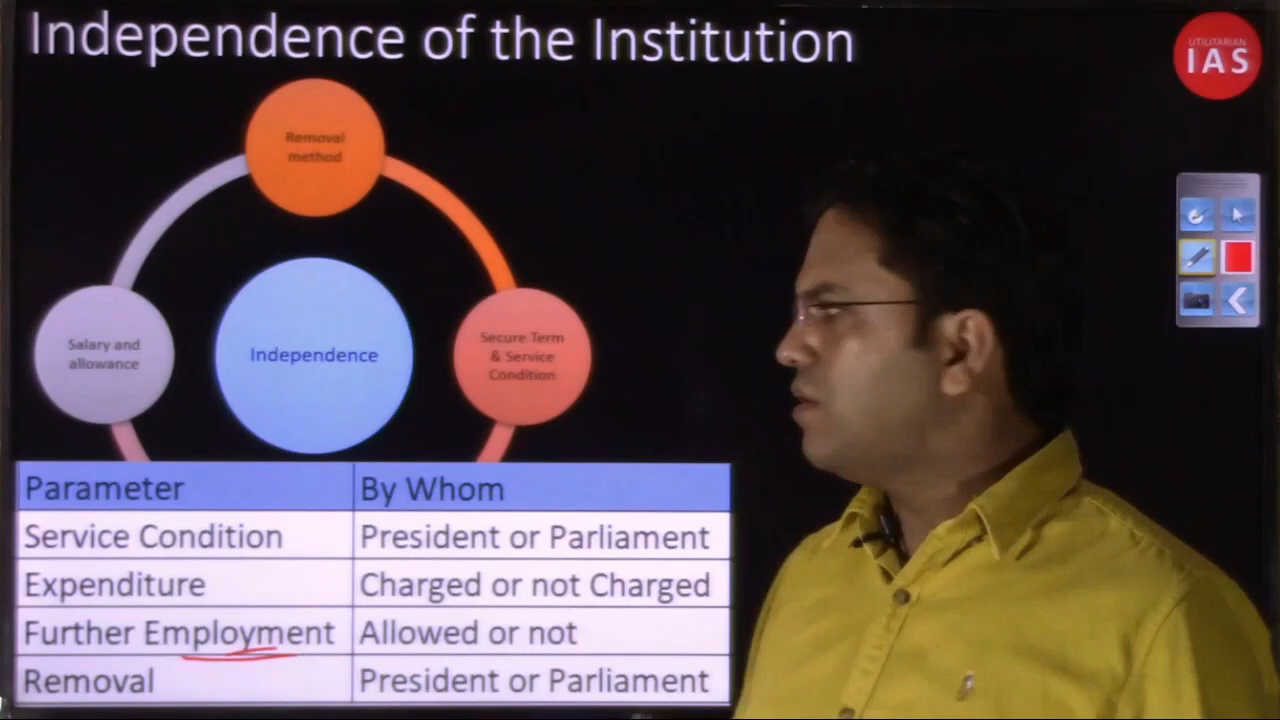 Independence of the Institution
UTILITARIAN
IAS
Removal
method
Salary and
allowance
Independence
Secure Term
& Service
Condition
Parameter By Whom
Service Condition President or Parliament
Expenditure Charged or not Charged
Further Employment Allowed or not
Removal President or Parliament